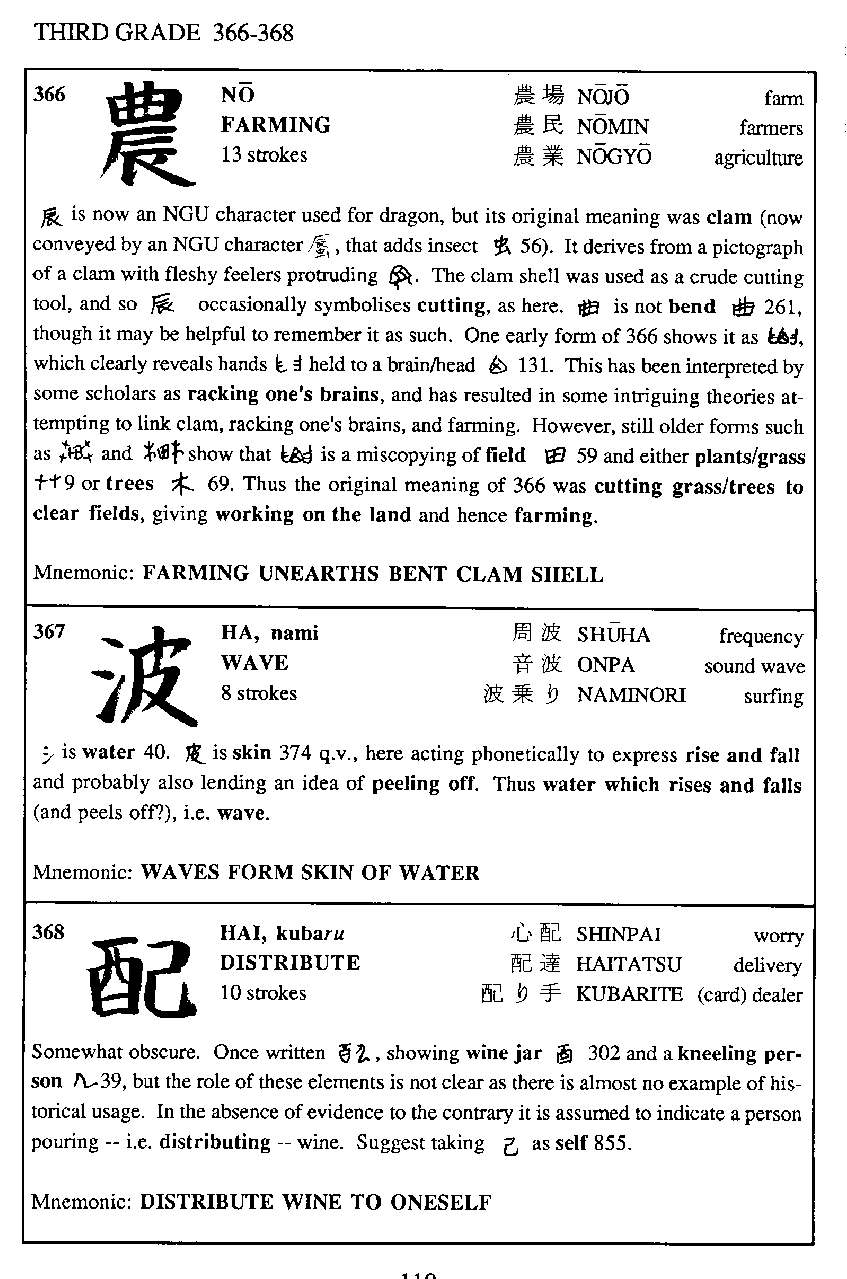 THIRD GRADE 366-368
366 農 NŌ 農場 NŌJŌ farm
FARMING 農民 NŌMIN farmers
13 strokes 農業 NŌGYŌ agriculture
辰 is now an NGU character used for dragon, but its original meaning was clam (now
conveyed by an NGU character 蜃, that adds insect 虫 56). It derives from a pictograph
of a clam with fleshy feelers protruding. The clam shell was used as a crude cutting
tool, and so 辰 occasionally symbolises cutting, as here. 曲 is not bend 曲 261,
though it may be helpful to remember it as such. One early form of 366 shows it as ,
which clearly reveals hands held to a brain/head 131. This has been interpreted by
some scholars as racking one's brains, and has resulted in some intriguing theories at-
tempting to link clam, racking one's brains, and farming. However, still older forms such
as and show that is a miscopying of field 田 59 and either plants/grass
9 or trees 木 69. Thus the original meaning of 366 was cutting grass/trees to
clear fields, giving working on the land and hence farming.
Mnemonic: FARMING UNEARTHS BENT CLAM SHELL
367 波 HA, nami 周波 SHŪHA frequency
WAVE 音波 ONPA sound wave
8 strokes 波乗り NAMINORI surfing
氵 is water 40. 皮 is skin 374 q.v., here acting phonetically to express rise and fall
and probably also lending an idea of peeling off. Thus water which rises and falls
(and peels off?), i.e. wave.
Mnemonic: WAVES FORM SKIN OF WATER
368 配 HAI, kubaru 心配 SHINPAI worry
DISTRIBUTE 配達 HAITATSU delivery
10 strokes 配り手 KUBARITE (card) dealer
Somewhat obscure. Once written , showing wine jar 酉 302 and a kneeling per-
son 39, but the role of these elements is not clear as there is almost no example of his-
torical usage. In the absence of evidence to the contrary it is assumed to indicate a person
pouring -- i.e. distributing -- wine. Suggest taking 己 as self 855.
Mnemonic: DISTRIBUTE WINE TO ONESELF